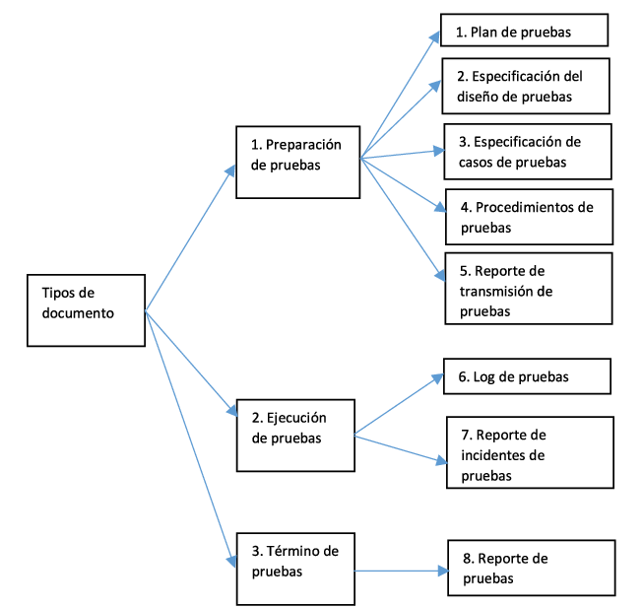 Tipos de
documento
1. Preparación
de pruebas
1. Plan de pruebas
2. Especificación del
diseño de pruebas
3. Especificación de
casos de pruebas
4. Procedimientos de
pruebas
5. Reporte de
transmisión de
pruebas
2. Ejecución
de pruebas
6. Log de pruebas
7. Reporte de
incidentes de
pruebas
3. Término de
pruebas
8. Reporte de
pruebas